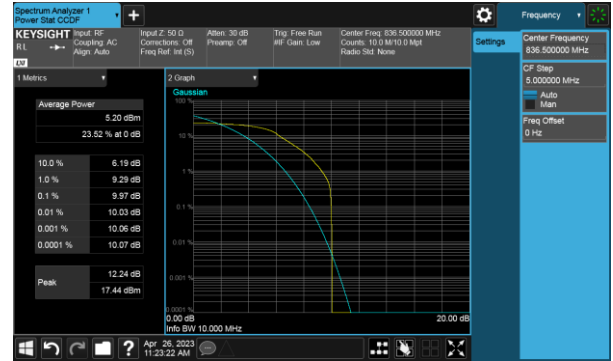 Spectrum Analyzer 1
Power Stat CCDF
+
Frequency
KEYSIGHT
RL
LXI
Input: RF
Coupling: AC
Align: Auto
Input Z: 50 Ω
Corrections: Off
Freq Ref: Int (S)
Atten: 30 dB
Preamp: Off
Trig: Free Run
#IF Gain: Low
Center Freq: 836.500000 MHz
Counts: 10.0 M/10.0 Mpt
Radio Std: None
1 Metrics
Average Power
5.20 dBm
23.52 % at 0 dB
10.0 % 6.19 dB
1.0 % 9.29 dB
0.1 % 9.97 dB
0.01 % 10.03 dB
0.001 % 10.06 dB
0.0001 % 10.07 dB
Peak
12.24 dB
17.44 dBm
2 Graph
Gaussian
100 %
10 %
1 %
0.1 %
0.01 %
0.001 %
0.0001 %
0.00 dB
20.00 dB
Info BW 10.000 MHz
Settings
Center Frequency
836.500000 MHz
CF Step
5.000000 MHz
Auto
Man
Freq Offset
0 Hz
?
Apr 26, 2023
11:23:22 AM